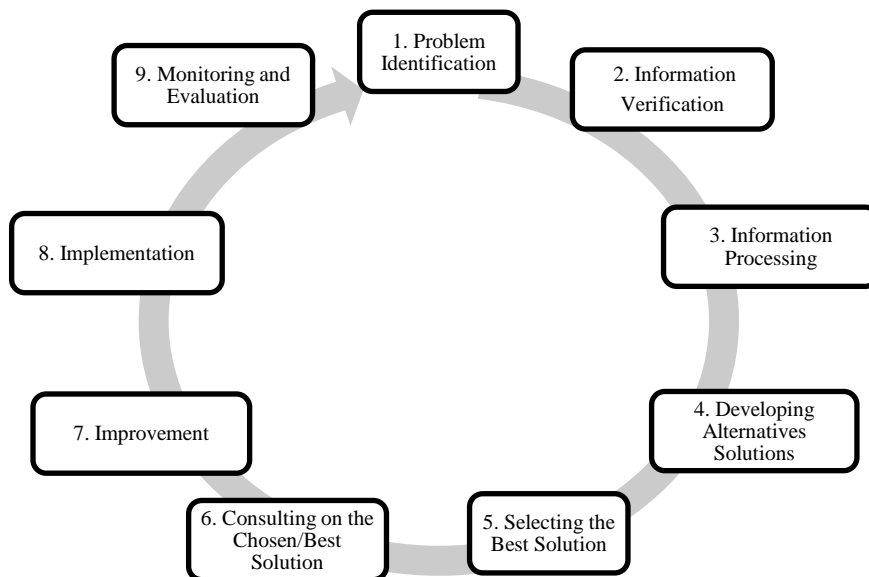 1. Problem
Identification
2. Information
Verification
3. Information
Processing
4. Developing
Alternatives
Solutions
5. Selecting the
Best Solution
6. Consulting on the
Chosen/Best
Solution
7. Improvement
8. Implementation
9. Monitoring and
Evaluation